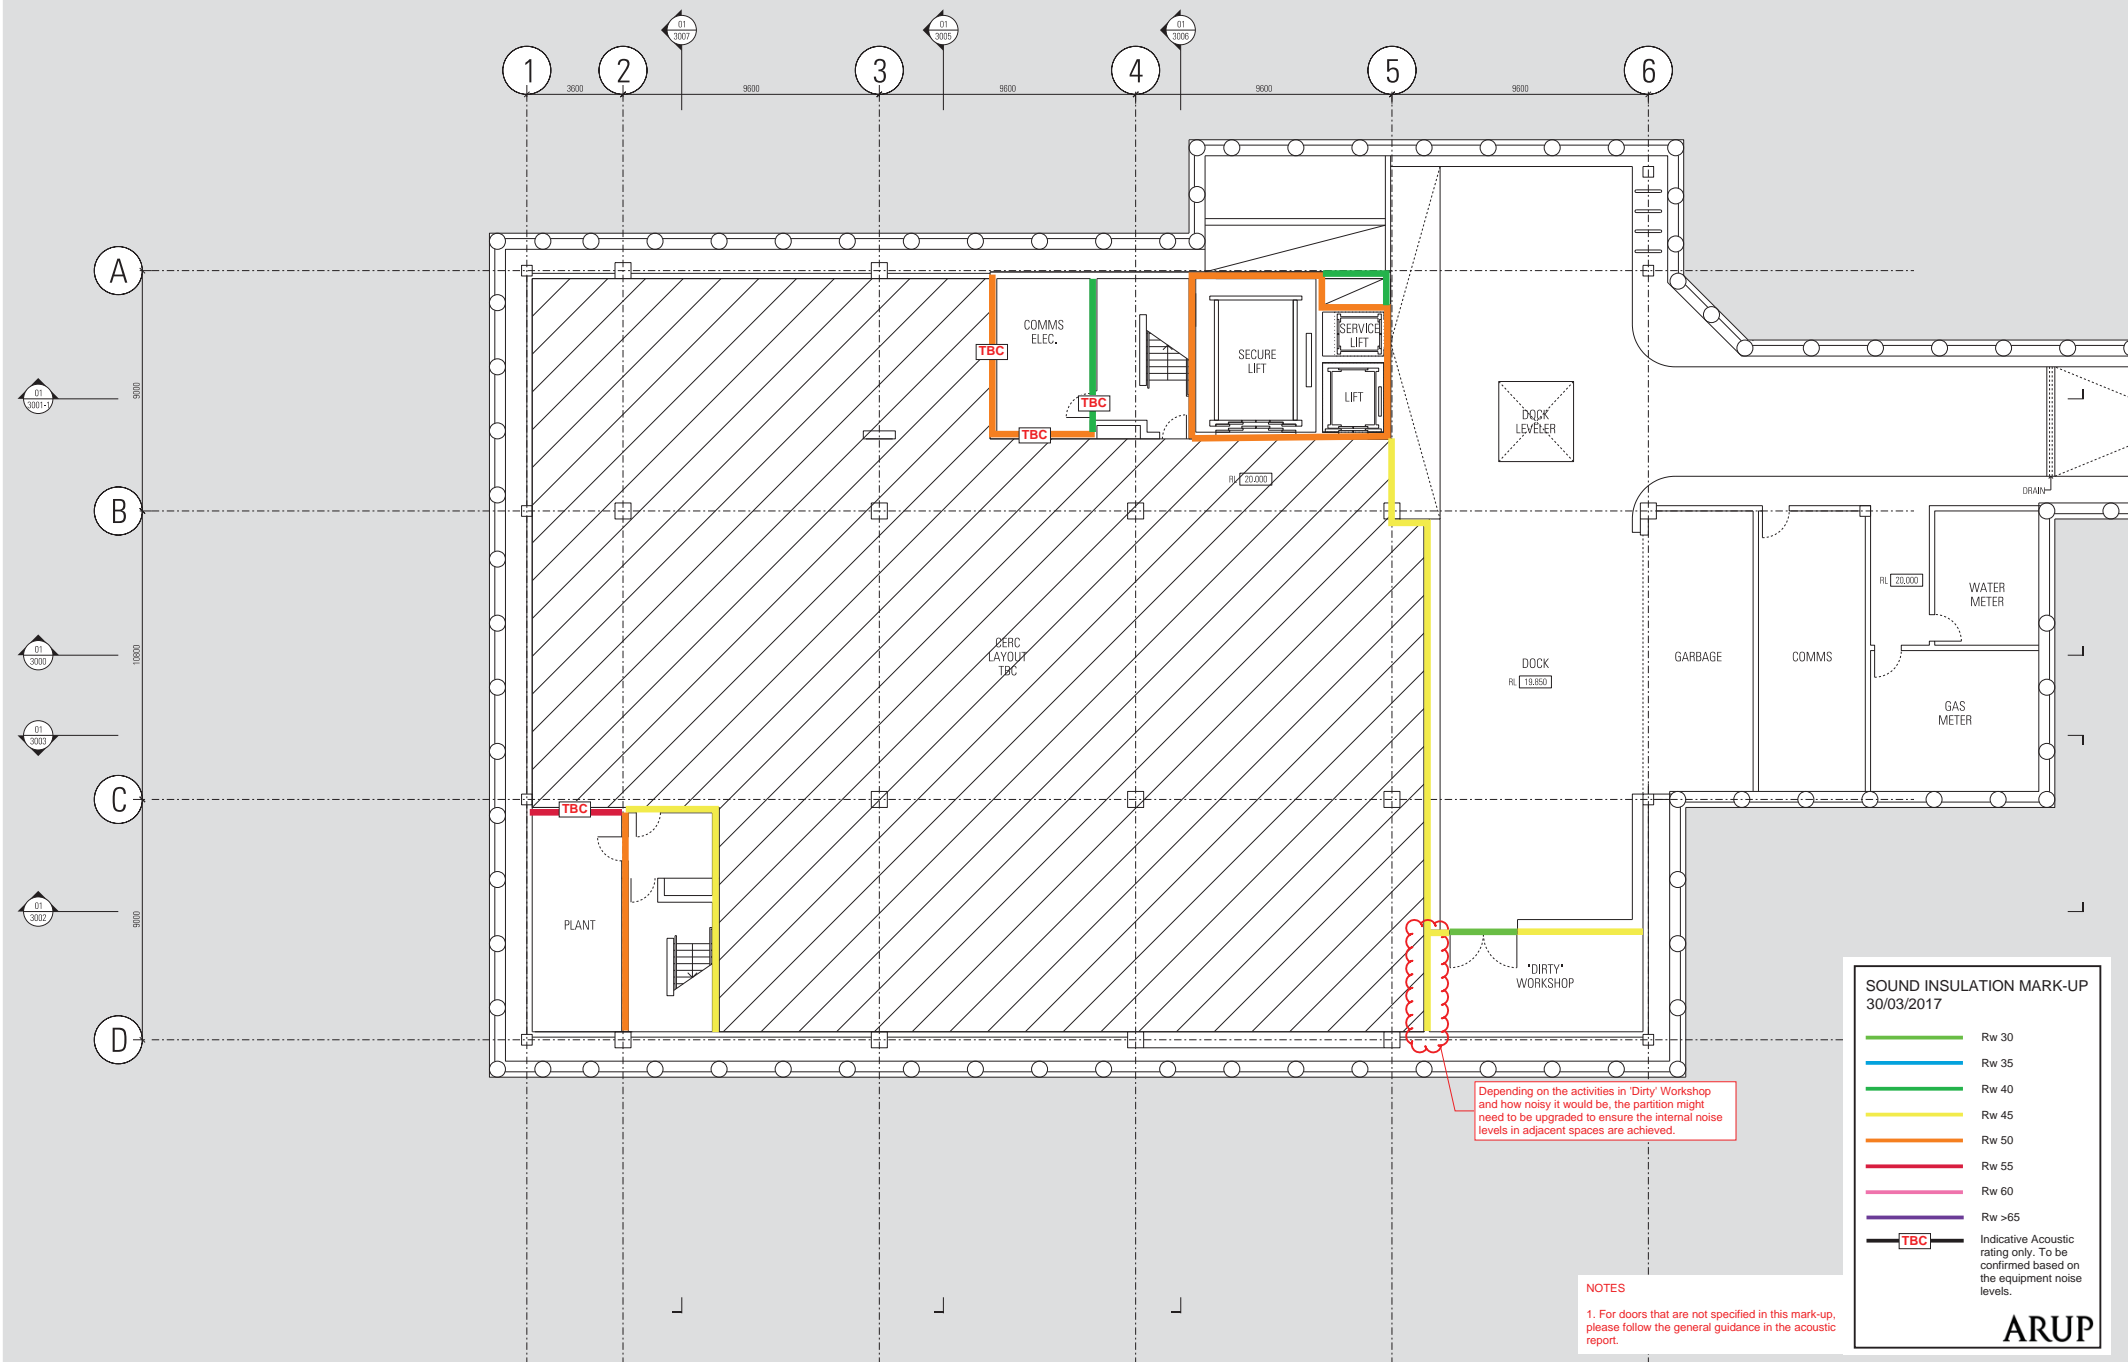 01
3007
01
3005
01
3006
1
2
3
4
5
6
3600
9600
9600
9600
9600
A
B
C
D
9000
10800
9000
01
3001-1
01
3000
01
3003
01
3002
COMMS
ELEC.
TBC
TBC
TBC
SECURE
LIFT
SERVICE
LIFT
LIFT
DOCK
LEVELER
RL 20.000
DRAIN
CERC
LAYOUT
TBC
DOCK
RL 19.850
GARBAGE
COMMS
RL 20.000
WATER
METER
GAS
METER
TBC
PLANT
'DIRTY'
WORKSHOP
Depending on the activities in 'Dirty' Workshop
and how noisy it would be, the partition might
need to be upgraded to ensure the internal noise
levels in adjacent spaces are achieved.
SOUND INSULATION MARK-UP
30/03/2017
Rw 30
Rw 35
Rw 40
Rw 45
Rw 50
Rw 55
Rw 60
Rw >65
TBC
Indicative Acoustic
rating only. To be
confirmed based on
the equipment noise
levels.
ARUP
NOTES
1. For doors that are not specified in this mark-up,
please follow the general guidance in the acoustic
report.